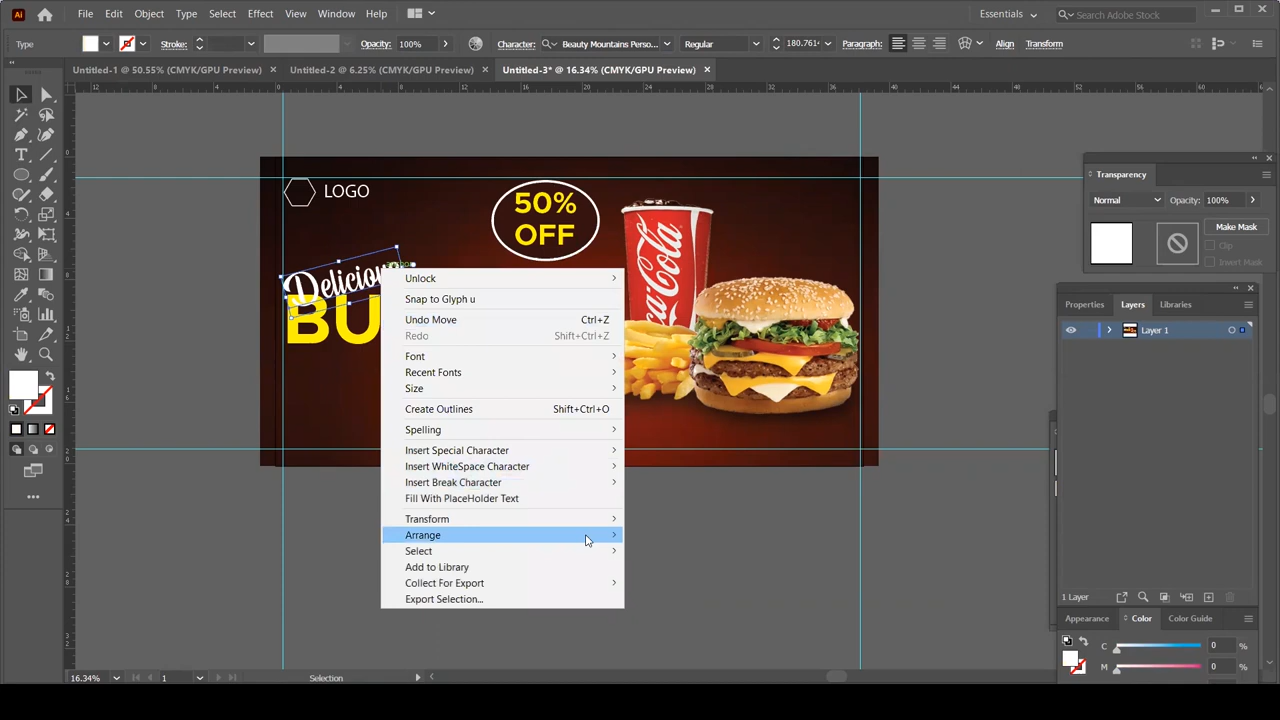 Ai File Edit Object Type Select Effect View Window Help Essentials Search Adobe Stock
Type Stroke: Opacity: 100% Character: Beauty Mountains Perso... Regular 180.761 Paragraph: Align Transform
Untitled-1 @ 50.55% (CMYK/GPU Preview) × Untitled-2 @ 6.25% (CMYK/GPU Preview) × Untitled-3* @ 16.34% (CMYK/GPU Preview) ×
LOGO
50%
OFF
Coca-Cola
Delicio
BU
Unlock
Snap to Glyph u
Undo Move Ctrl+Z
Redo Shift+Ctrl+Z
Font
Recent Fonts
Size
Create Outlines Shift+Ctrl+O
Spelling
Insert Special Character
Insert WhiteSpace Character
Insert Break Character
Fill With PlaceHolder Text
Transform
Arrange
Select
Add to Library
Collect For Export
Export Selection...
Transparency
Normal Opacity: 100%
Make Mask
Clip
Invert Mask
Properties Layers Libraries
Layer 1
1 Layer
Appearance Color Color Guide
C 0 %
M 0 %
16.34% 1 Selection